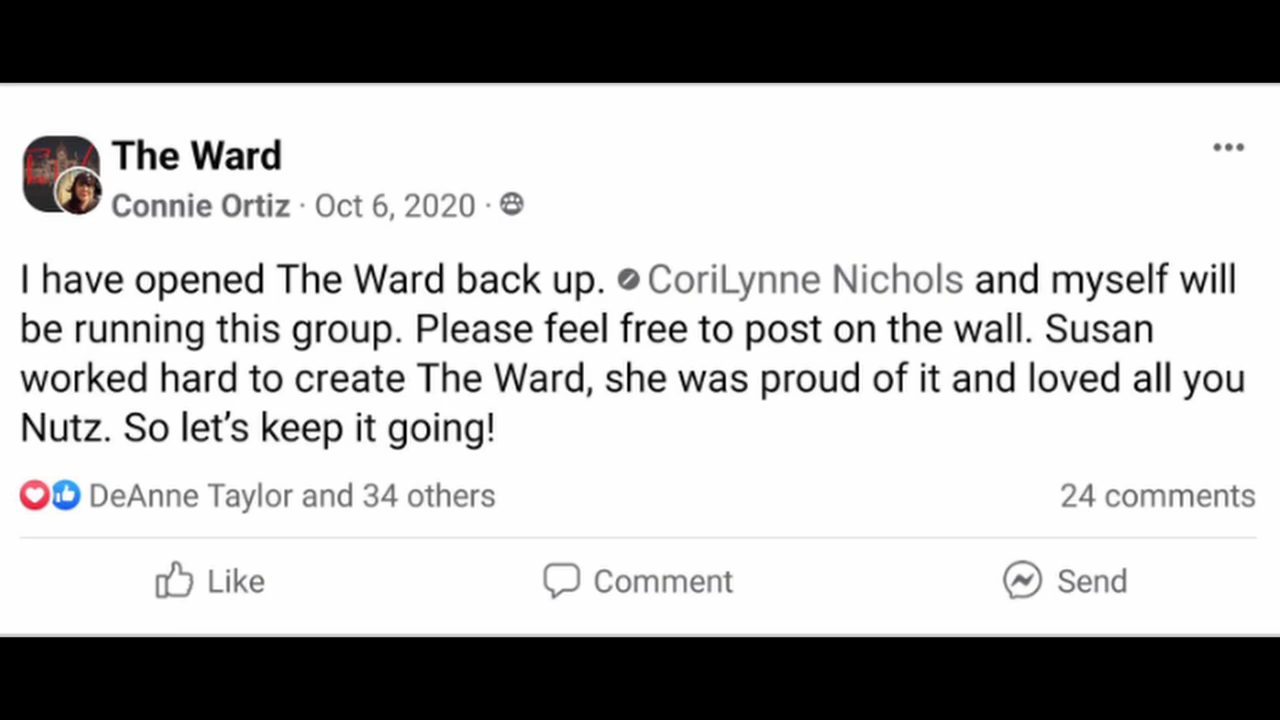 The Ward
Connie Ortiz · Oct 6, 2020 ·
I have opened The Ward back up. CoriLynne Nichols and myself will
be running this group. Please feel free to post on the wall. Susan
worked hard to create The Ward, she was proud of it and loved all you
Nutz. So let’s keep it going!
DeAnne Taylor and 34 others 24 comments
Like Comment Send